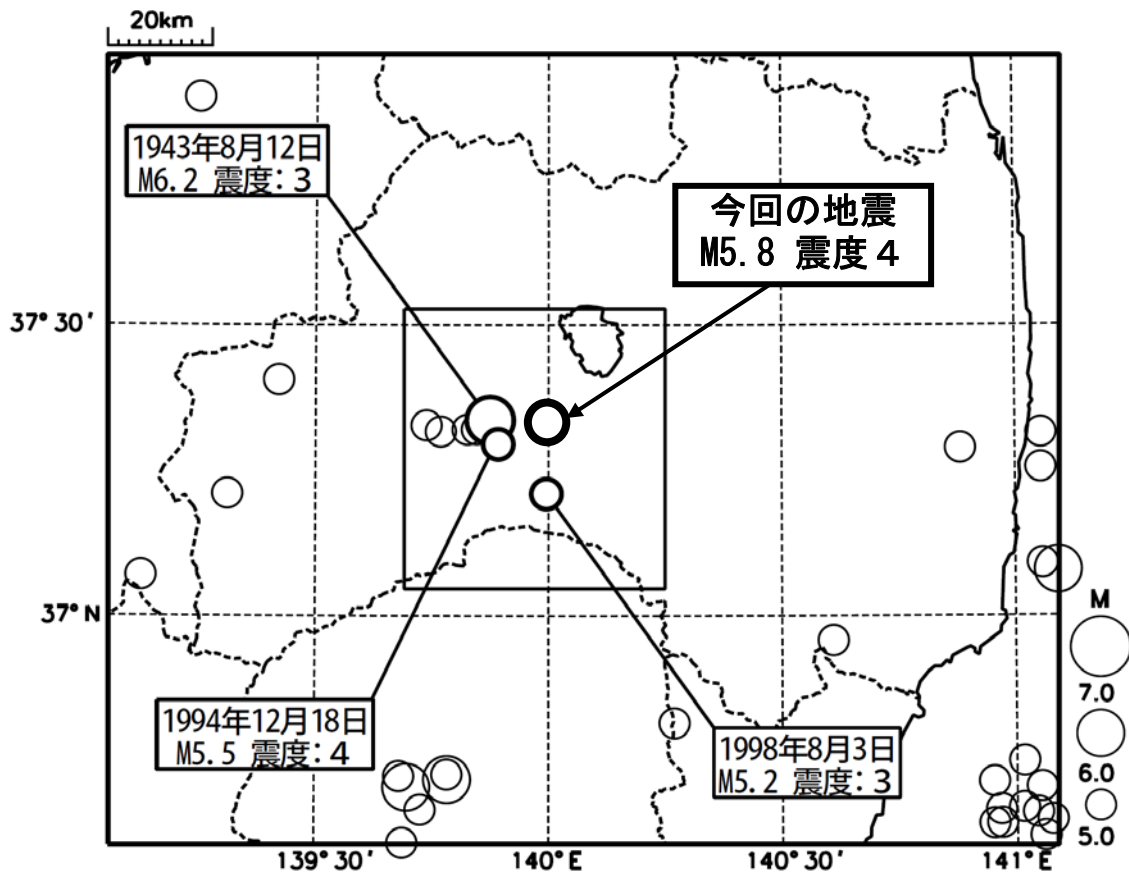 20km
1943年8月12日
M6.2 震度：3
今回の地震
M5.8 震度４
37° 30'
37° N
1994年12月18日
M5.5 震度：4
1998年8月3日
M5.2 震度：3
M
7.0
6.0
5.0
139° 30'
140° E
140° 30'
141° E